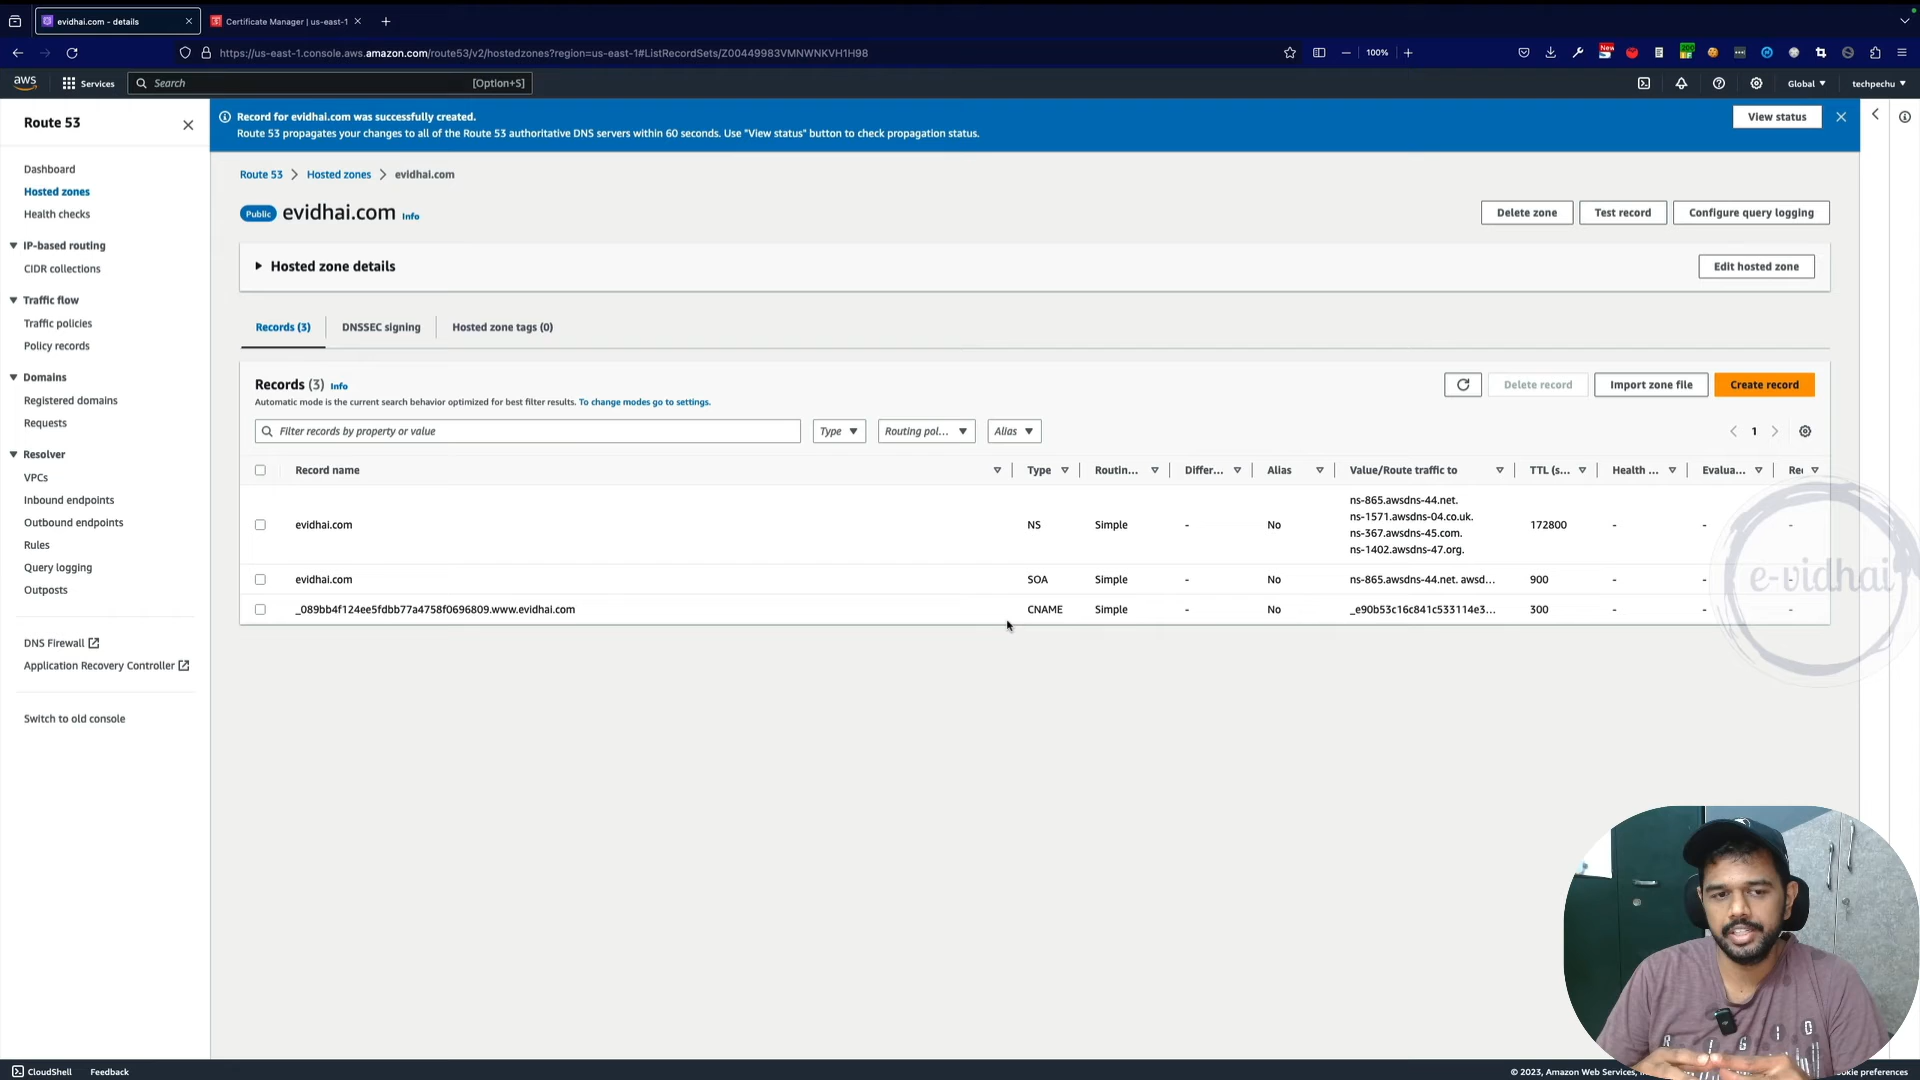 evidhai.com - details
Certificate Manager | us-east-1
https://us-east-1.console.aws.amazon.com/route53/v2/hostedzones?region=us-east-1#ListRecordSets/Z00449983VMNWNKVH1H98
100%
New
aws
Services
Search
[Option+S]
Global
techpechu
Route 53
Dashboard
Hosted zones
Health checks
IP-based routing
CIDR collections
Traffic flow
Traffic policies
Policy records
Domains
Registered domains
Requests
Resolver
VPCs
Inbound endpoints
Outbound endpoints
Rules
Query logging
Outposts
DNS Firewall
Application Recovery Controller
Switch to old console
Record for evidhai.com was successfully created.
Route 53 propagates your changes to all of the Route 53 authoritative DNS servers within 60 seconds. Use "View status" button to check propagation status.
View status
Route 53 > Hosted zones > evidhai.com
Public evidhai.com Info
Delete zone
Test record
Configure query logging
Hosted zone details
Edit hosted zone
Records (3)
DNSSEC signing
Hosted zone tags (0)
Records (3) Info
Automatic mode is the current search behavior optimized for best filter results. To change modes go to settings.
Delete record
Import zone file
Create record
Filter records by property or value
Type
Routing pol...
Alias
1
Record name Type Routin... Differ... Alias Value/Route traffic to TTL (s... Health ... Evalua... Re
evidhai.com NS Simple - No ns-865.awsdns-44.net. 172800 - - -
ns-1571.awsdns-04.co.uk.
ns-367.awsdns-45.com.
ns-1402.awsdns-47.org.
evidhai.com SOA Simple - No ns-865.awsdns-44.net. awsd... 900 - - -
_089bb4f124ee5fdbb77a4758f0696809.www.evidhai.com CNAME Simple - No _e90b53c16c841c533114e3... 300 - - -
e-vidhai
R I G I D
CloudShell
Feedback
© 2023, Amazon Web Services,
okie preferences